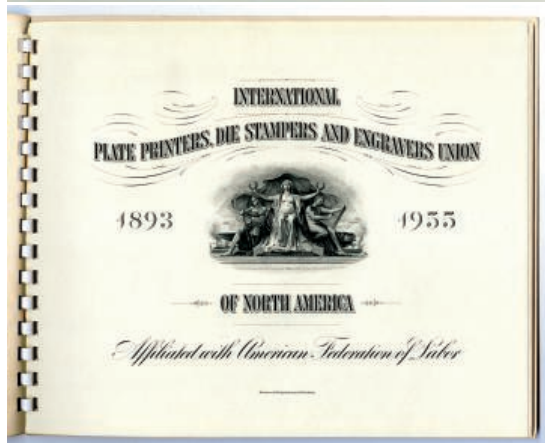 INTERNATIONAL
PLATE PRINTERS, DIE STAMPERS AND ENGRAVERS UNION
1893 1955
OF NORTH AMERICA
Affiliated with American Federation of Labor